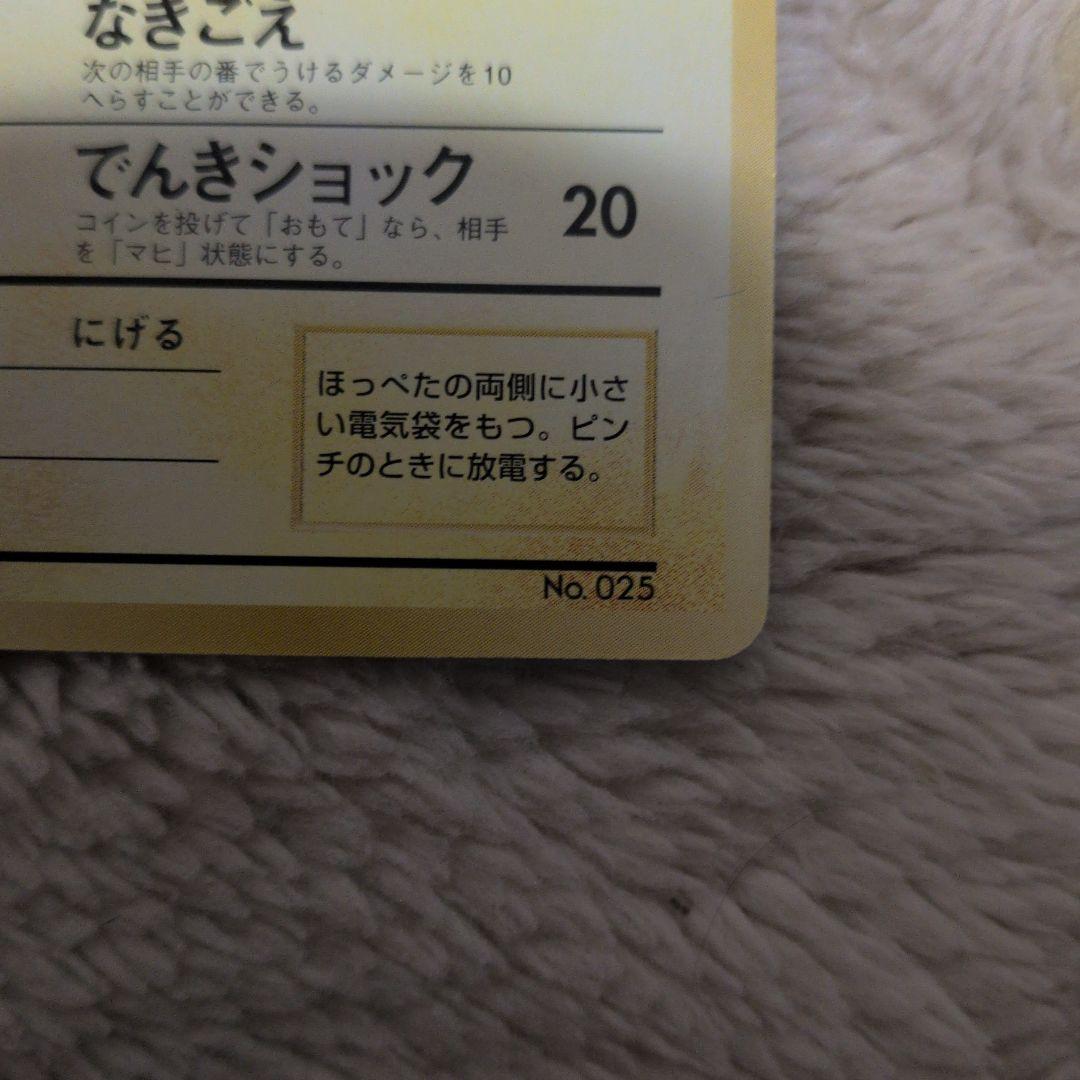 なきごえ
次の相手の番でうけるダメージを10
へらすことができる。
でんきショック
20
コインを投げて「おもて」なら、相手
を「マヒ」状態にする。
にげる
ほっぺたの両側に小さ
い電気袋をもつ。ピン
チのときに放電する。
No. 025